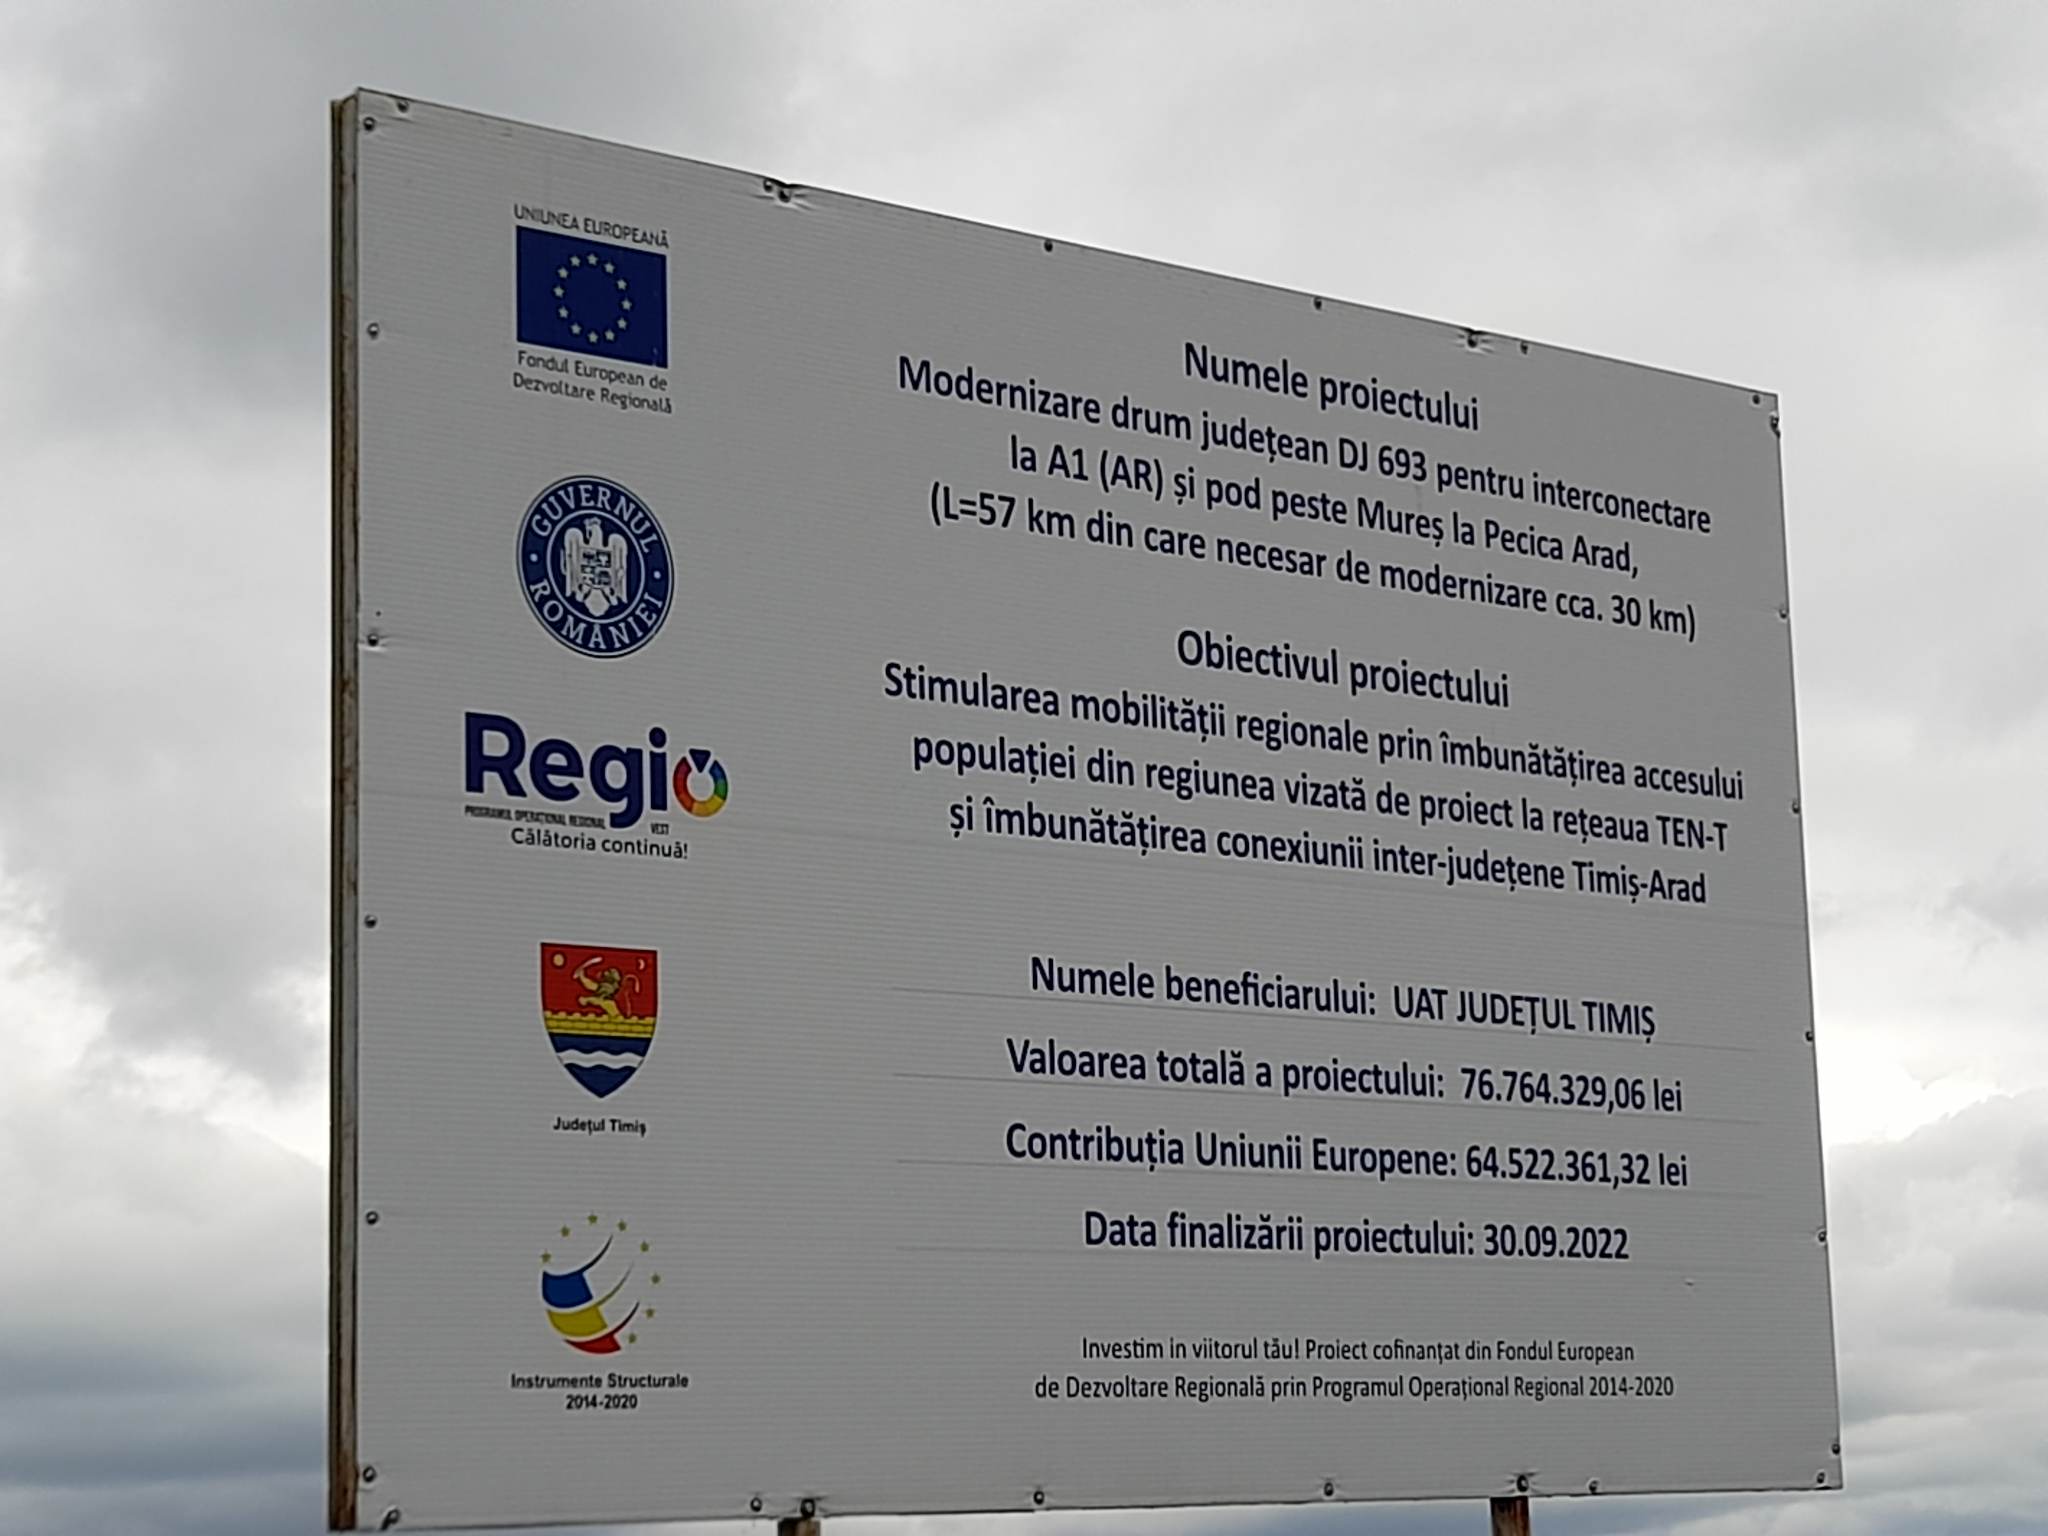 UNIUNEA EUROPEANĂ
Fondul European de
Dezvoltare Regională
GUVERNUL ROMÂNIEI
Regio
PROGRAMUL OPERAȚIONAL REGIONAL VEST
Călătoria continuă!
Județul Timiș
Instrumente Structurale
2014-2020
Numele proiectului
Modernizare drum județean DJ 693 pentru interconectare
la A1 (AR) și pod peste Mureș la Pecica Arad,
(L=57 km din care necesar de modernizare cca. 30 km)
Obiectivul proiectului
Stimularea mobilității regionale prin îmbunătățirea accesului
populației din regiunea vizată de proiect la rețeaua TEN-T
și îmbunătățirea conexiunii inter-județene Timiș-Arad
Numele beneficiarului: UAT JUDEȚUL TIMIȘ
Valoarea totală a proiectului: 76.764.329,06 lei
Contribuția Uniunii Europene: 64.522.361,32 lei
Data finalizării proiectului: 30.09.2022
Investim in viitorul tău! Proiect cofinanțat din Fondul European
de Dezvoltare Regională prin Programul Operațional Regional 2014-2020